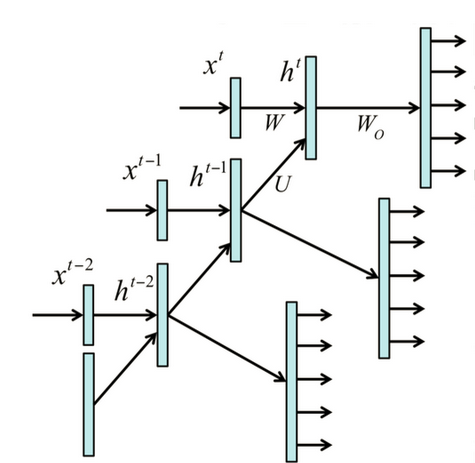 x^t
h^t
W
W_O
x^{t-1}
h^{t-1}
U
x^{t-2}
h^{t-2}